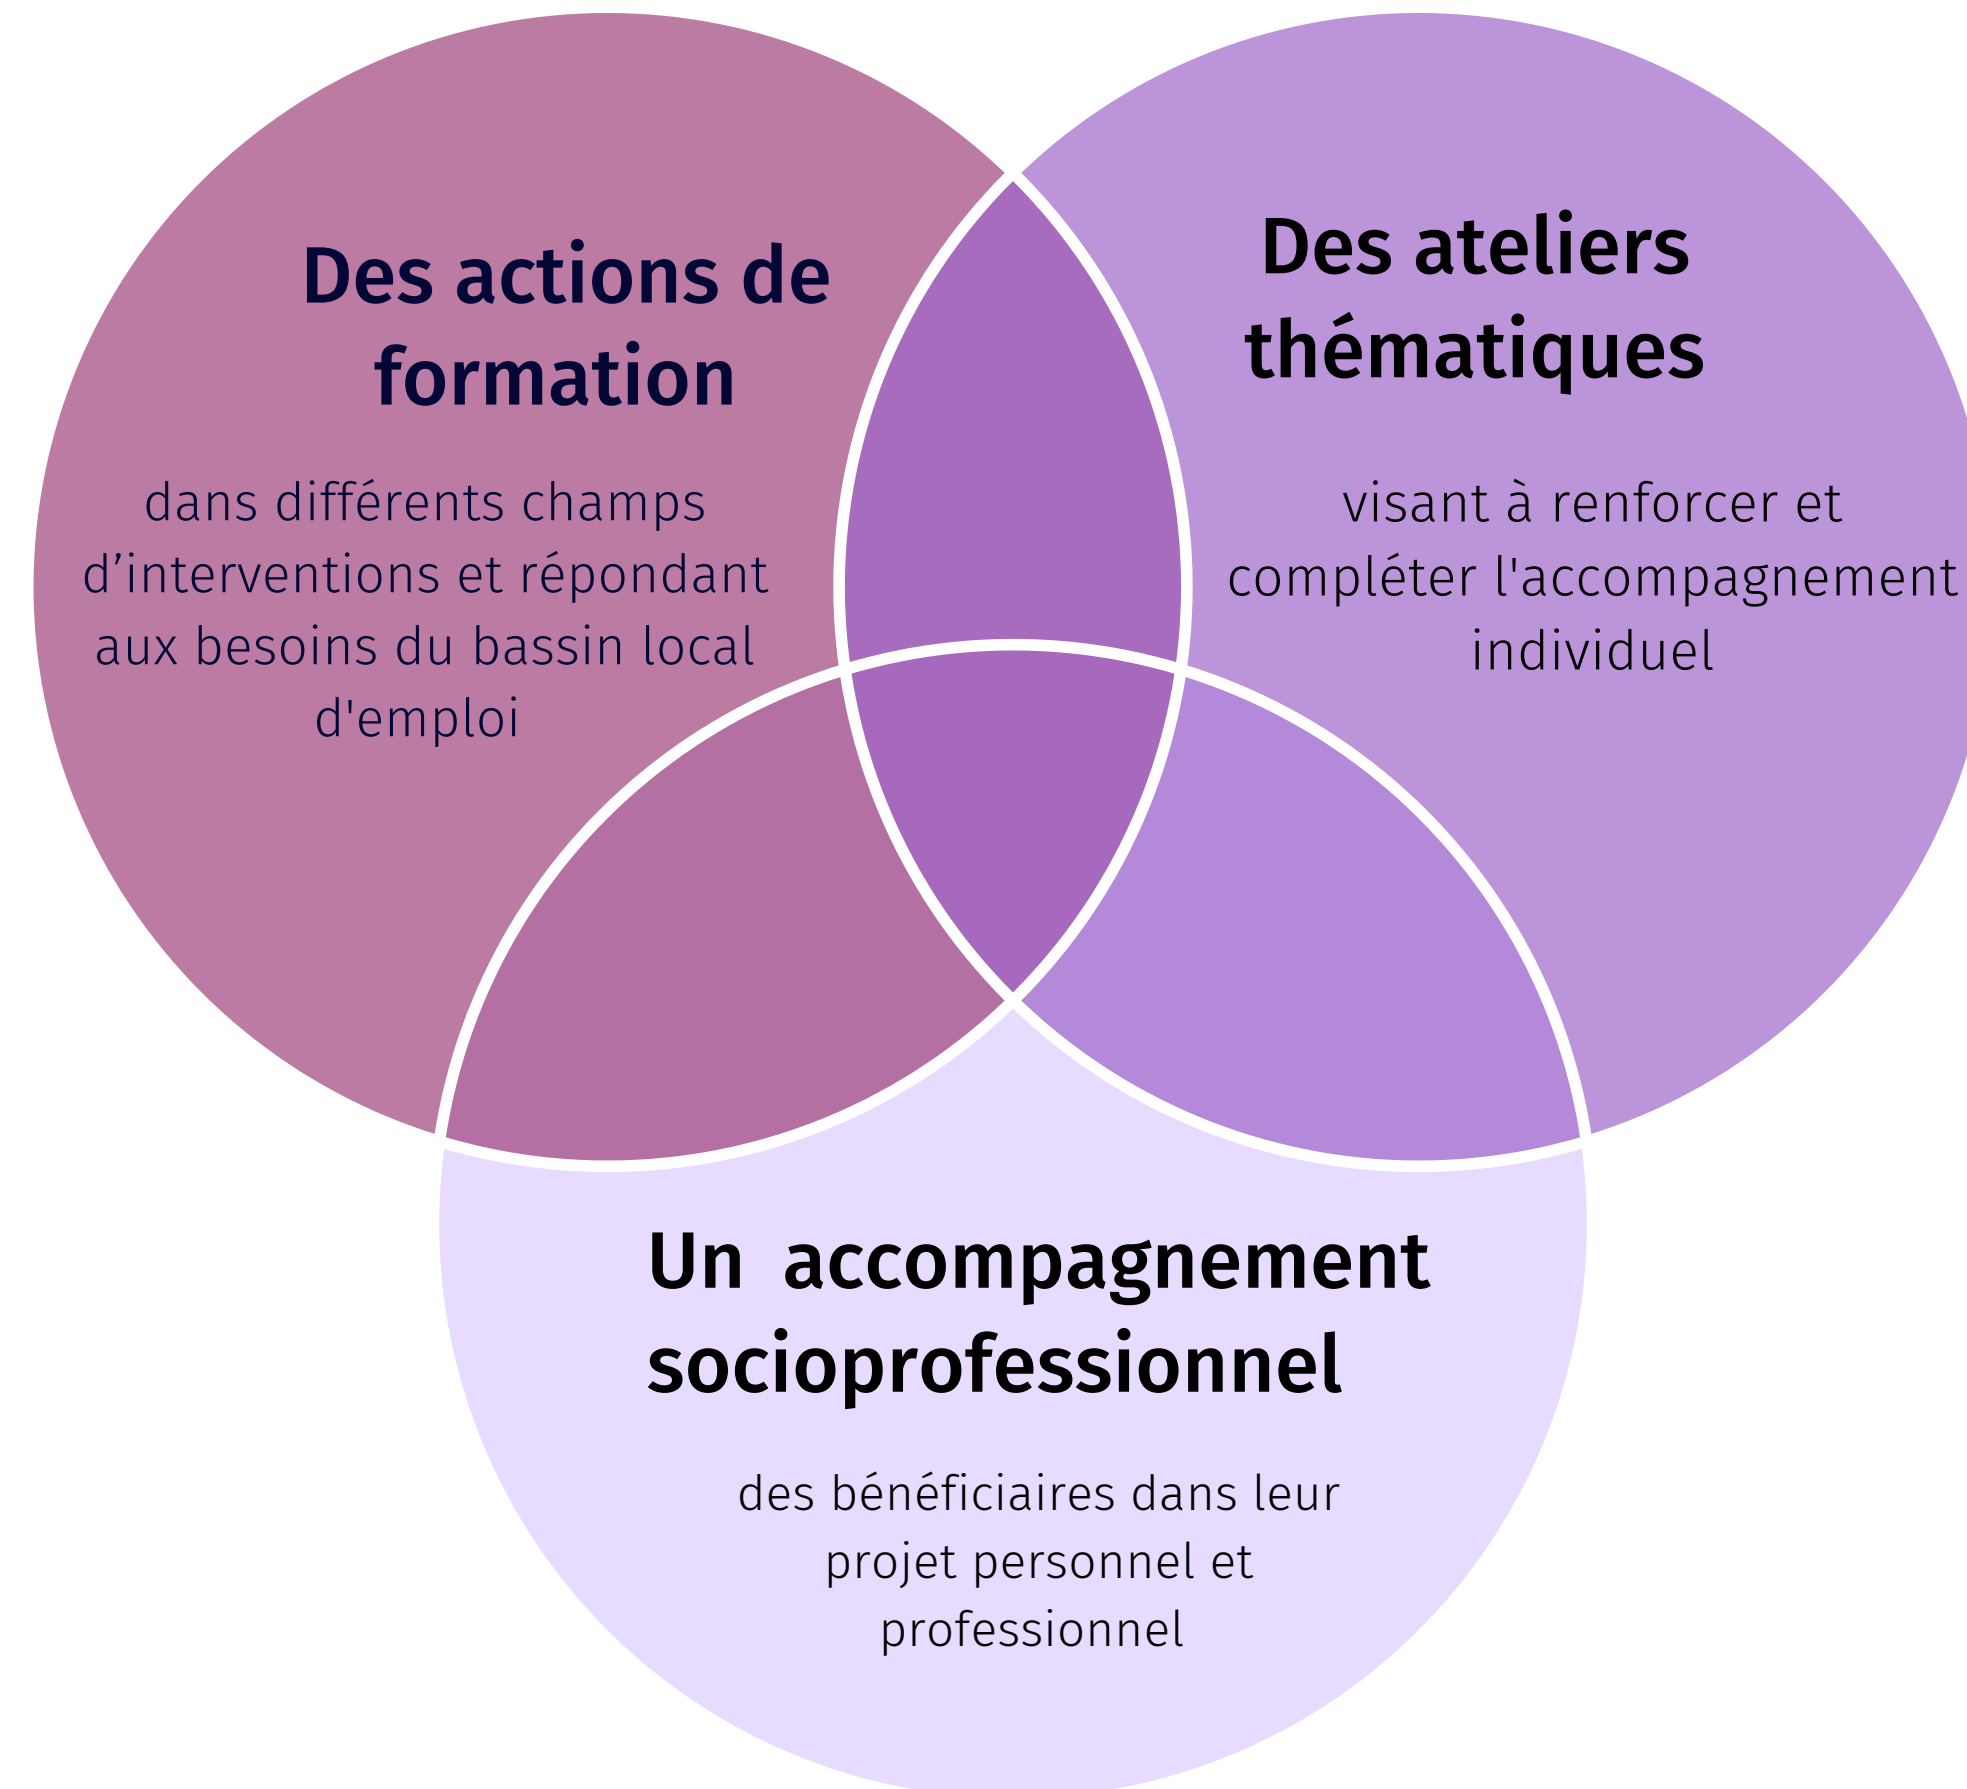 Des actions de
formation
dans différents champs
d’interventions et répondant
aux besoins du bassin local
d'emploi
Des ateliers
thématiques
visant à renforcer et
compléter l'accompagnement
individuel
Un  accompagnement
socioprofessionnel
des bénéficiaires dans leur
projet personnel et
professionnel